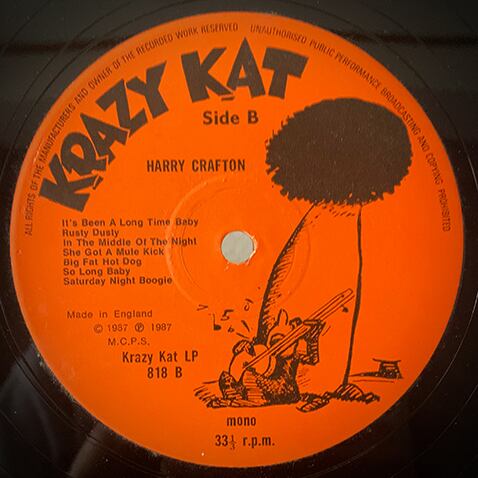 ALL RIGHTS OF THE MANUFACTURERS AND OWNER OF THE RECORDED WORK RESERVED UNAUTHORISED PUBLIC PERFORMANCE BROADCASTING AND COPYING PROHIBITED
KRAZY KAT
Side B
HARRY CRAFTON
It's Been A Long Time Baby
Rusty Dusty
In The Middle Of The Night
She Got A Mule Kick
Big Fat Hot Dog
So Long Baby
Saturday Night Boogie
Made in England
© 1987 ℗ 1987
M.C.P.S.
Krazy Kat LP
818 B
mono
33⅓ r.p.m.